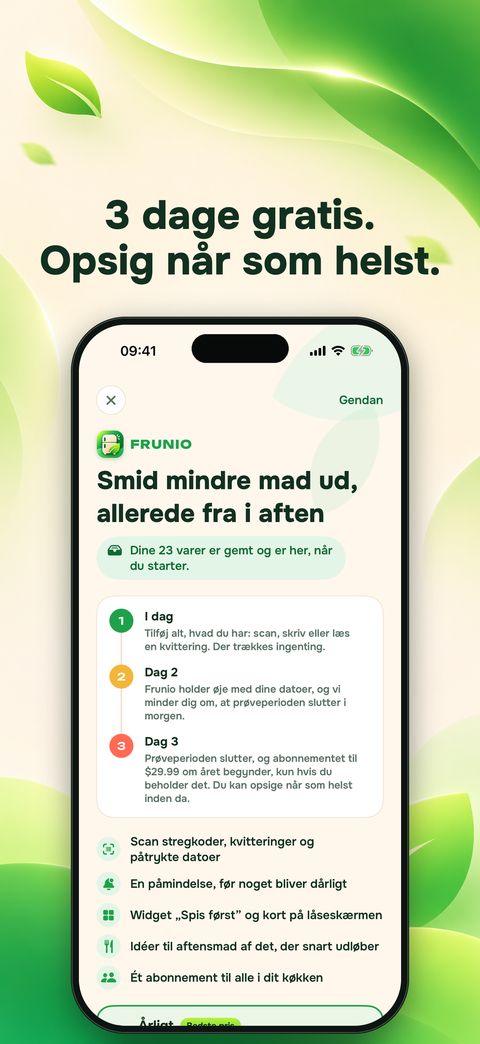 3 dage gratis.
Opsig når som helst.
09:41
Gendan
FRUNIO
Smid mindre mad ud,
allerede fra i aften
Dine 23 varer er gemt og er her, når
du starter.
1
I dag
Tilføj alt, hvad du har: scan, skriv eller læs
en kvittering. Der trækkes ingenting.
2
Dag 2
Frunio holder øje med dine datoer, og vi
minder dig om, at prøveperioden slutter i
morgen.
3
Dag 3
Prøveperioden slutter, og abonnementet til
$29.99 om året begynder, kun hvis du
beholder det. Du kan opsige når som helst
inden da.
Scan stregkoder, kvitteringer og
påtrykte datoer
En påmindelse, før noget bliver dårligt
Widget „Spis først” og kort på låseskærmen
Idéer til aftensmad af det, der snart udløber
Ét abonnement til alle i dit køkken
Årligt
Bedste pris